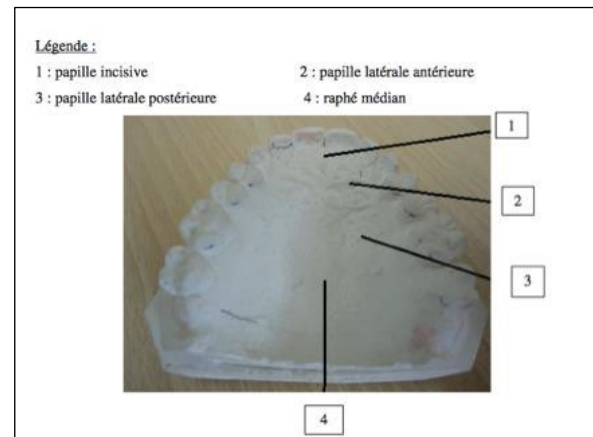 Légende :
1 : papille incisive 2 : papille latérale antérieure
3 : papille latérale postérieure 4 : raphé médian
1
2
3
4